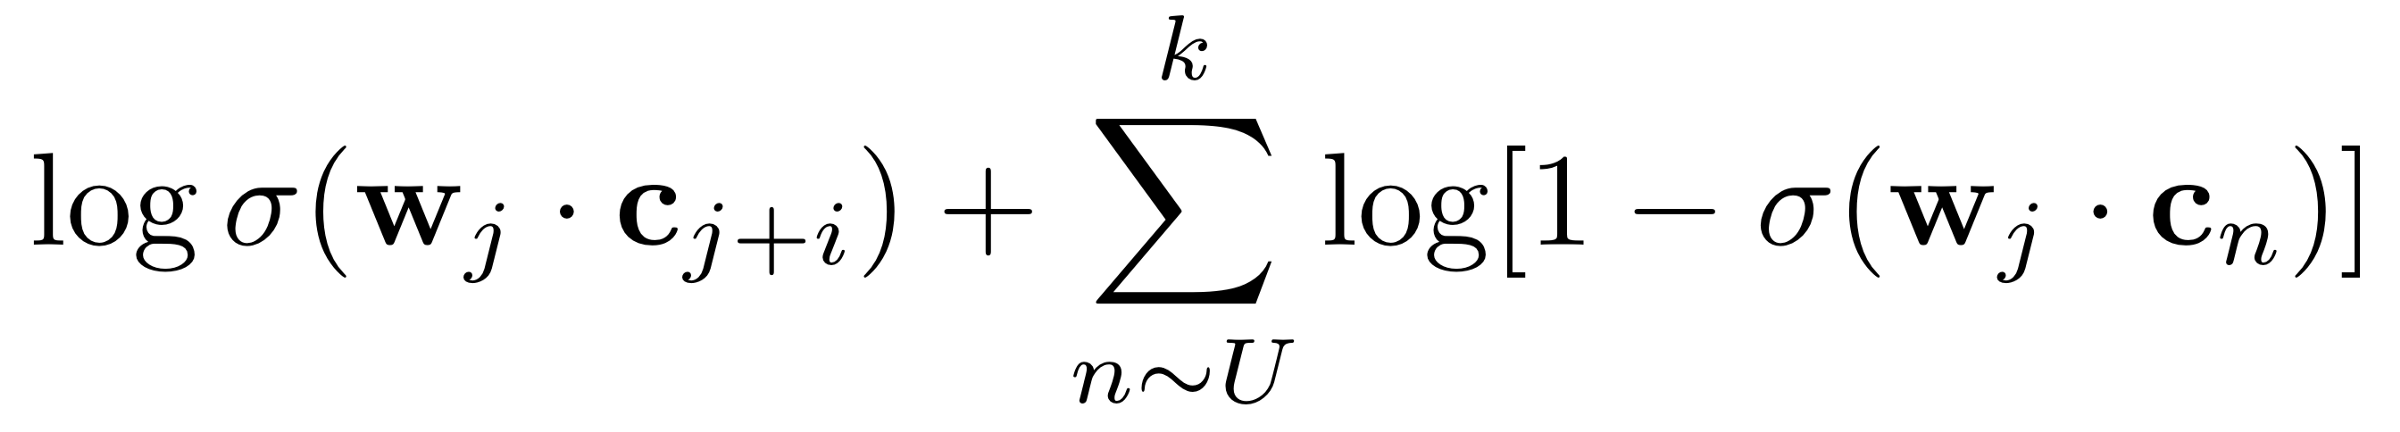 log σ(𝐰_j · 𝐜_{j+i}) + ∑_{n∼U}^{k} log[1 − σ(𝐰_j · 𝐜_n)]